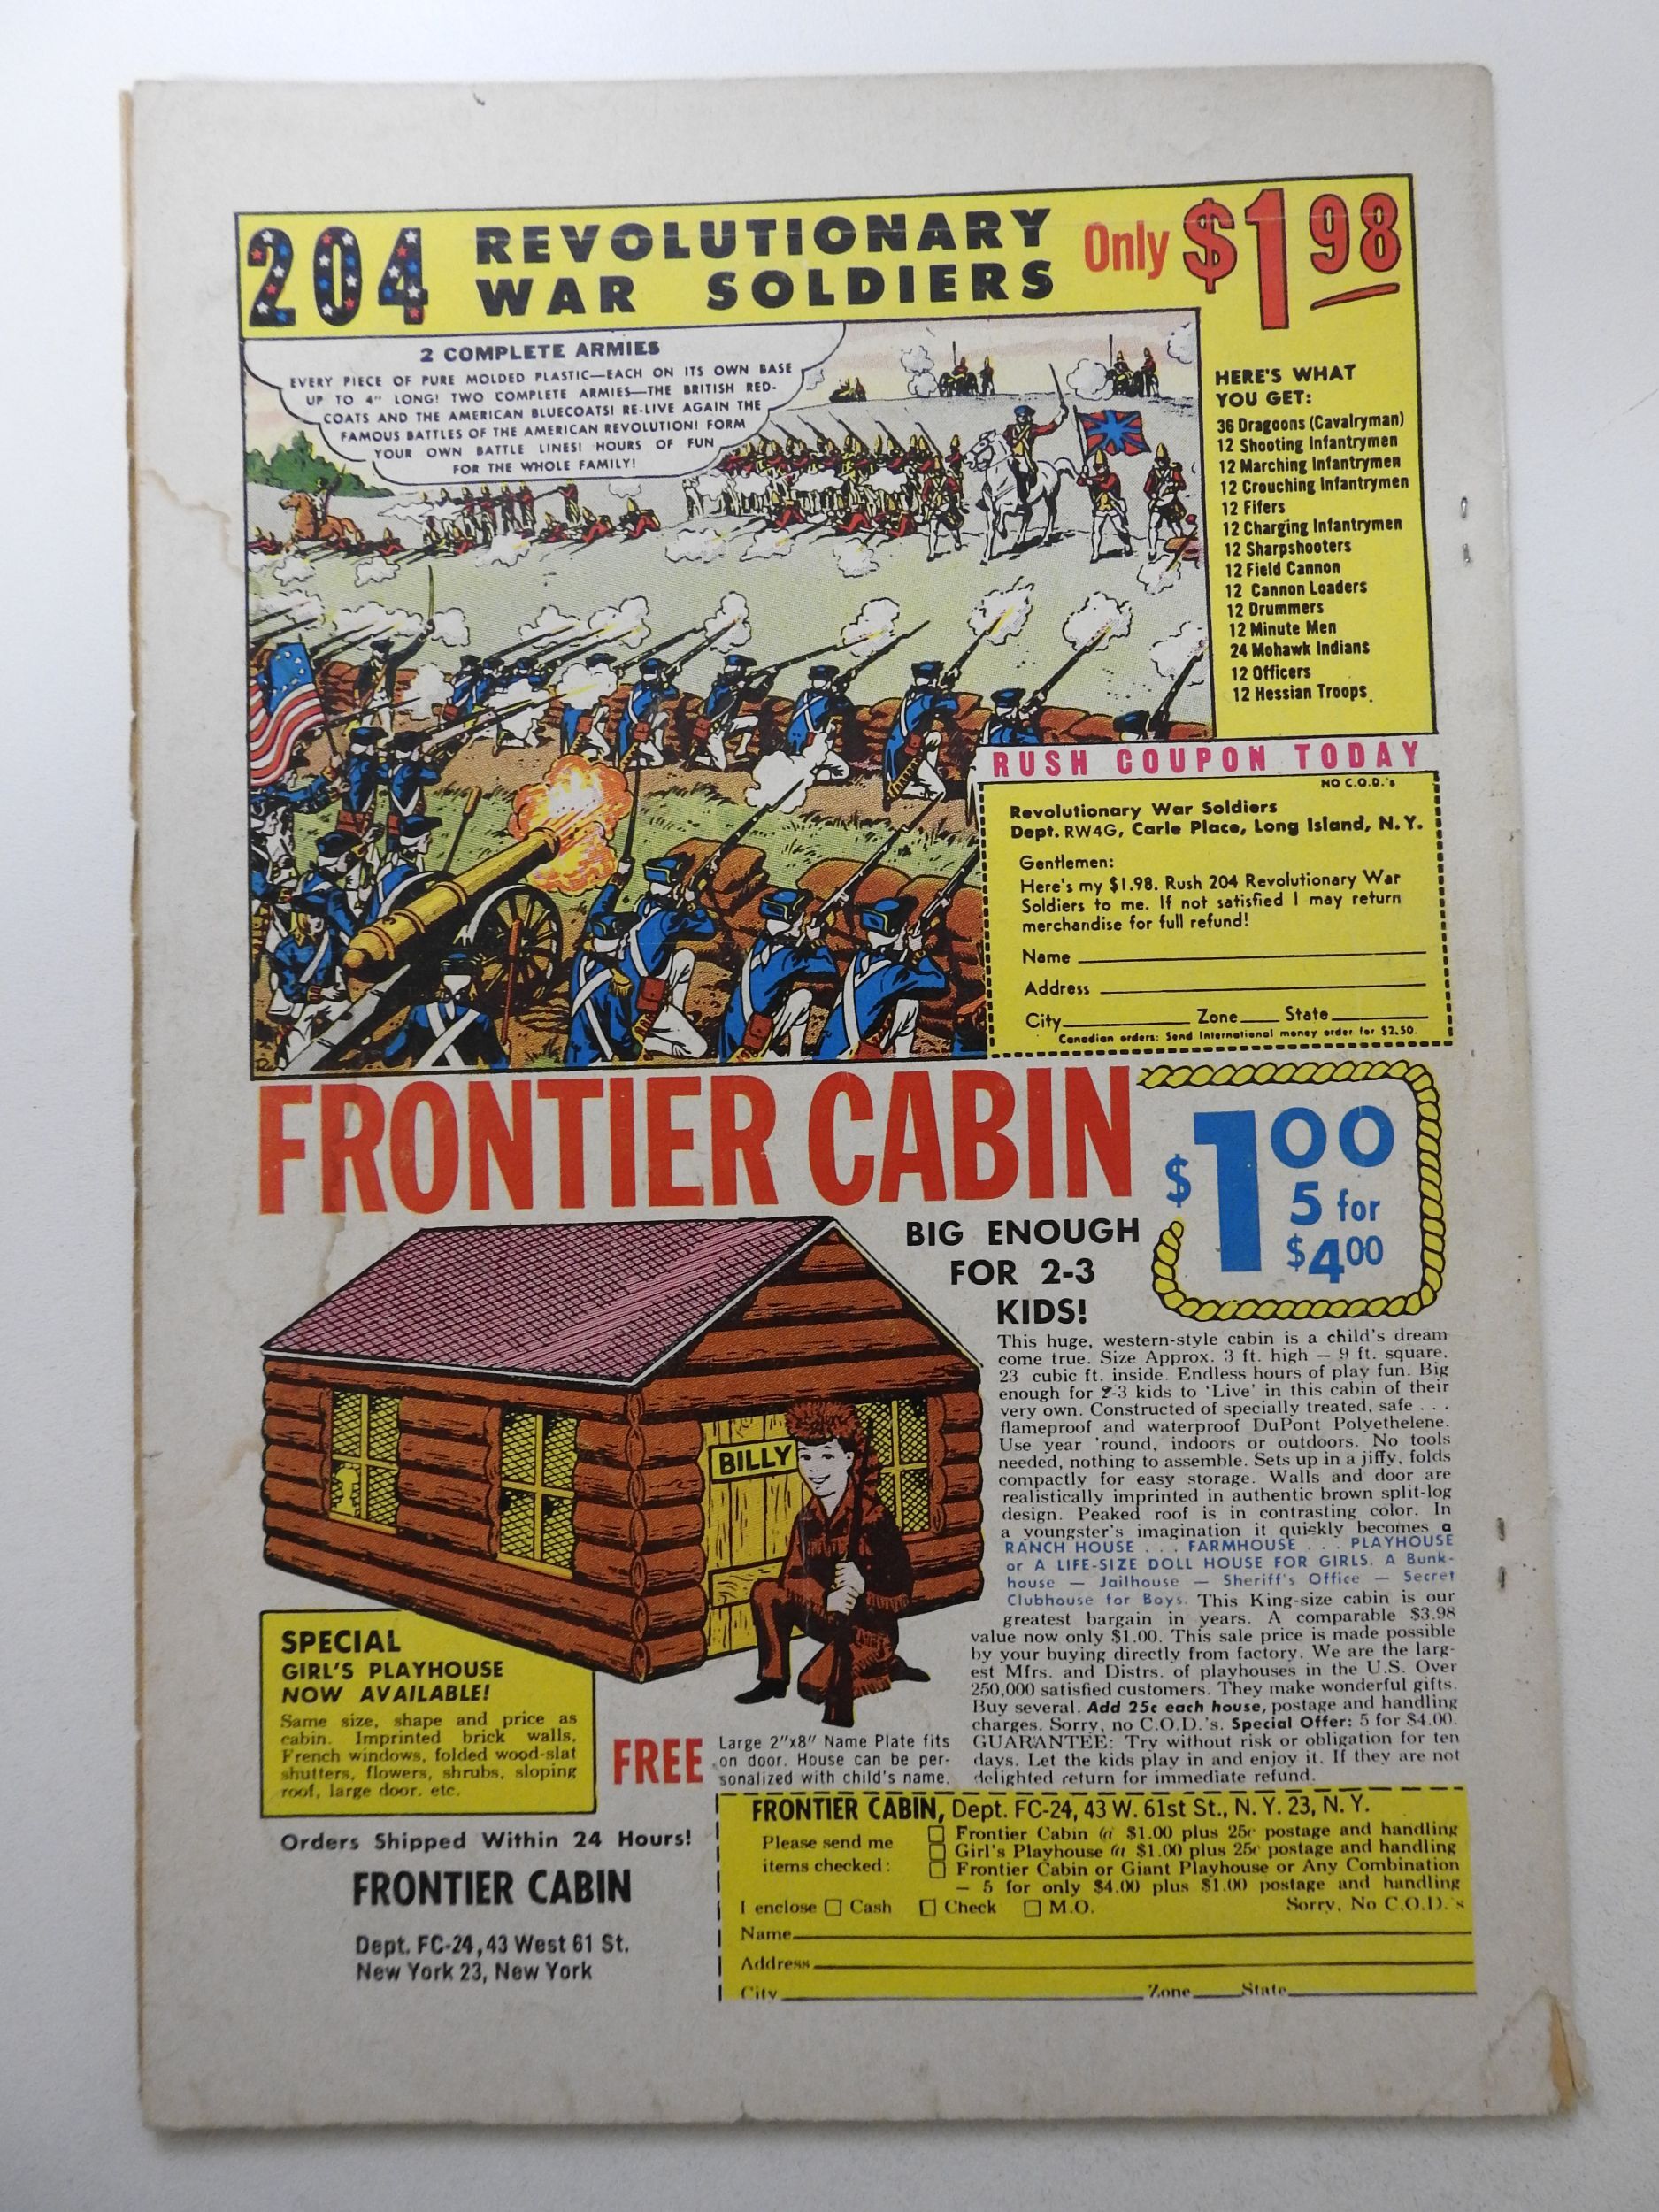 204 REVOLUTIONARY
WAR SOLDIERS
Only $1 98
2 COMPLETE ARMIES
EVERY PIECE OF PURE MOLDED PLASTIC—EACH ON ITS OWN BASE
UP TO 4" LONG! TWO COMPLETE ARMIES—THE BRITISH RED-
COATS AND THE AMERICAN BLUECOATS! RE-LIVE AGAIN THE
FAMOUS BATTLES OF THE AMERICAN REVOLUTION! FORM
YOUR OWN BATTLE LINES! HOURS OF FUN
FOR THE WHOLE FAMILY!
HERE'S WHAT
YOU GET:
36 Dragoons (Cavalryman)
12 Shooting Infantrymen
12 Marching Infantrymen
12 Crouching Infantrymen
12 Fifers
12 Charging Infantrymen
12 Sharpshooters
12 Field Cannon
12 Cannon Loaders
12 Drummers
12 Minute Men
24 Mohawk Indians
12 Officers
12 Hessian Troops.
RUSH COUPON TODAY
NO C.O.D.'s
Revolutionary War Soldiers
Dept. RW4G, Carle Place, Long Island, N.Y.
Gentlemen:
Here's my $1.98. Rush 204 Revolutionary War
Soldiers to me. If not satisfied I may return
merchandise for full refund!
Name
Address
City Zone State
Canadian orders: Send International money order for $2.50.
FRONTIER CABIN
$1 00
5 for
$4 00
BIG ENOUGH
FOR 2-3
KIDS!
BILLY
This huge, western-style cabin is a child's dream
come true. Size Approx. 3 ft. high — 9 ft. square,
23 cubic ft. inside. Endless hours of play fun. Big
enough for 2-3 kids to 'Live' in this cabin of their
very own. Constructed of specially treated, safe . . .
flameproof and waterproof DuPont Polyethelene.
Use year 'round, indoors or outdoors. No tools
needed, nothing to assemble. Sets up in a jiffy, folds
compactly for easy storage. Walls and door are
realistically imprinted in authentic brown split-log
design. Peaked roof is in contrasting color. In
a youngster's imagination it quickly becomes a
RANCH HOUSE . . . FARMHOUSE . . . PLAYHOUSE
or A LIFE-SIZE DOLL HOUSE FOR GIRLS. A Bunk-
house — Jailhouse — Sheriff's Office — Secret
Clubhouse for Boys. This King-size cabin is our
greatest bargain in years. A comparable $3.98
value now only $1.00. This sale price is made possible
by your buying directly from factory. We are the larg-
est Mfrs. and Distrs. of playhouses in the U.S. Over
250,000 satisfied customers. They make wonderful gifts.
Buy several. Add 25c each house, postage and handling
charges. Sorry, no C.O.D.'s. Special Offer: 5 for $4.00.
GUARANTEE: Try without risk or obligation for ten
days. Let the kids play in and enjoy it. If they are not
delighted return for immediate refund.
SPECIAL
GIRL'S PLAYHOUSE
NOW AVAILABLE!
Same size, shape and price as
cabin. Imprinted brick walls,
French windows, folded wood-slat
shutters, flowers, shrubs, sloping
roof, large door. etc.
FREE
Large 2"x8" Name Plate fits
on door. House can be per-
sonalized with child's name.
Orders Shipped Within 24 Hours!
FRONTIER CABIN
Dept. FC-24, 43 West 61 St.
New York 23, New York
FRONTIER CABIN, Dept. FC-24, 43 W. 61st St., N. Y. 23, N. Y.
Please send me
items checked:
Frontier Cabin @ $1.00 plus 25c postage and handling
Girl's Playhouse @ $1.00 plus 25c postage and handling
Frontier Cabin or Giant Playhouse or Any Combination
— 5 for only $4.00 plus $1.00 postage and handling
I enclose Cash Check M.O. Sorry, No C.O.D.'s
Name
Address
City Zone State